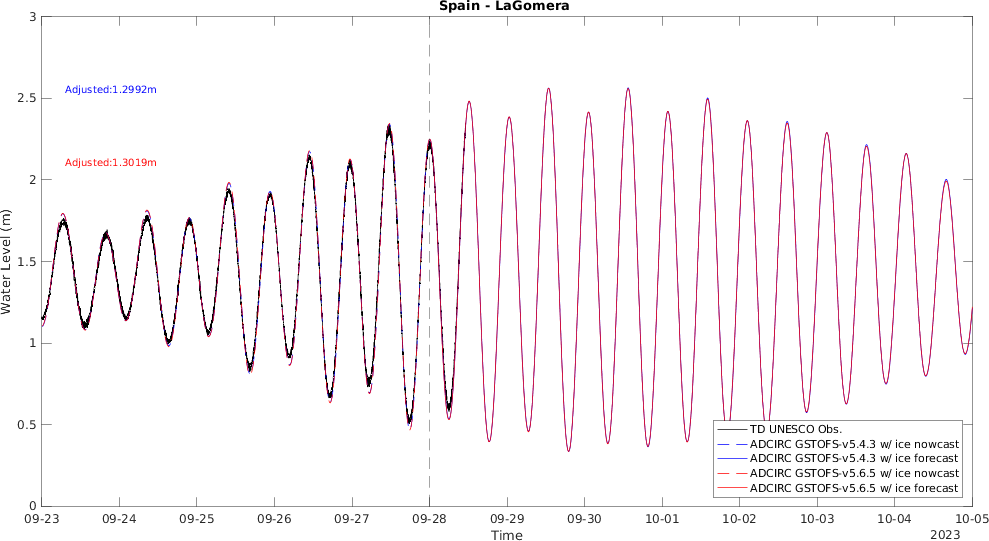 Spain - LaGomera
3
2.5
2
1.5
1
0.5
0
Water Level (m)
Adjusted:1.2992m
Adjusted:1.3019m
TD UNESCO Obs.
ADCIRC GSTOFS-v5.4.3 w/ ice nowcast
ADCIRC GSTOFS-v5.4.3 w/ ice forecast
ADCIRC GSTOFS-v5.6.5 w/ ice nowcast
ADCIRC GSTOFS-v5.6.5 w/ ice forecast
09-23 09-24 09-25 09-26 09-27 09-28 09-29 09-30 10-01 10-02 10-03 10-04 10-05
Time
2023